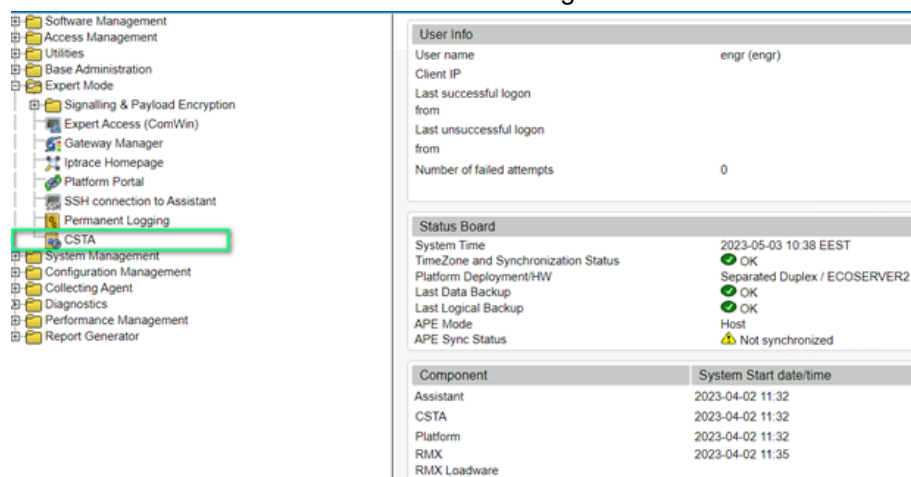 Software Management
Access Management
Utilities
Base Administration
Expert Mode
Signalling & Payload Encryption
Expert Access (ComWin)
Gateway Manager
Iptrace Homepage
Platform Portal
SSH connection to Assistant
Permanent Logging
CSTA
System Management
Configuration Management
Collecting Agent
Diagnostics
Performance Management
Report Generator
User Info
User name engr (engr)
Client IP
Last successful logon
from
Last unsuccessful logon
from
Number of failed attempts 0
Status Board
System Time 2023-05-03 10:38 EEST
TimeZone and Synchronization Status OK
Platform Deployment/HW Separated Duplex / ECOSERVER2
Last Data Backup OK
Last Logical Backup OK
APE Mode Host
APE Sync Status Not synchronized
Component System Start date/time
Assistant 2023-04-02 11:32
CSTA 2023-04-02 11:32
Platform 2023-04-02 11:32
RMX 2023-04-02 11:35
RMX Loadware